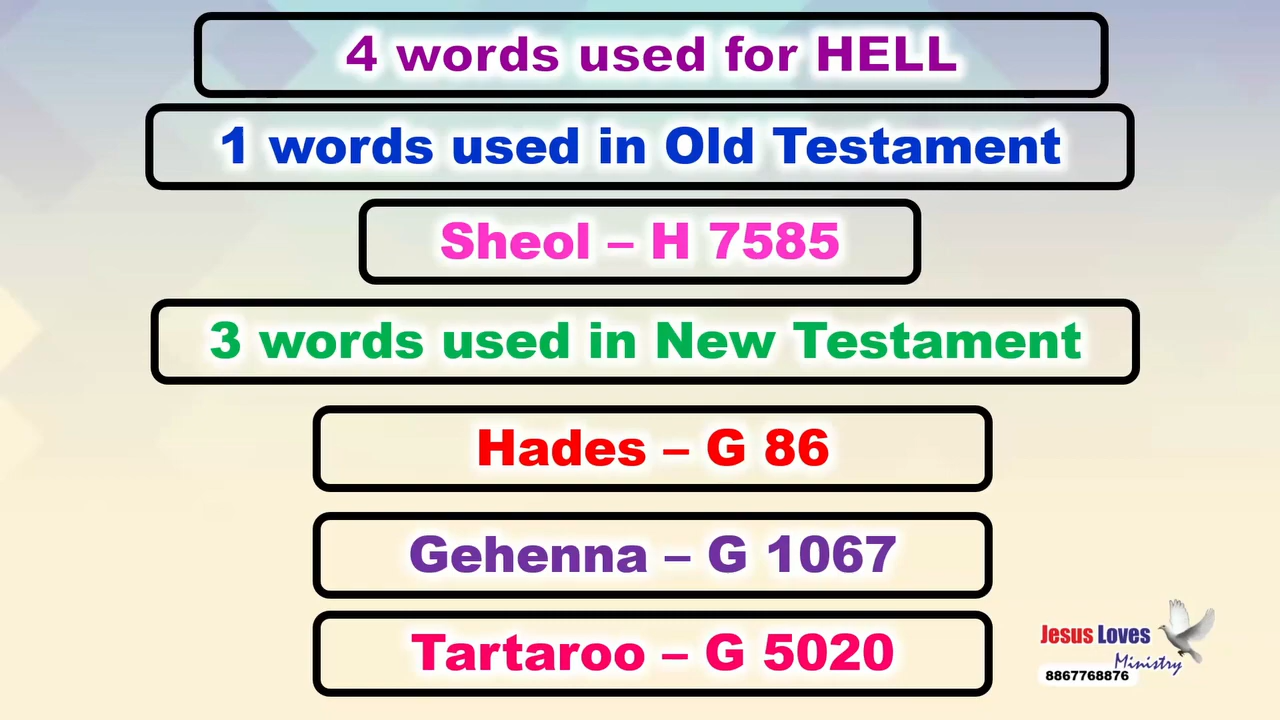 4 words used for HELL
1 words used in Old Testament
Sheol – H 7585
3 words used in New Testament
Hades – G 86
Gehenna – G 1067
Tartaroo – G 5020
Jesus Loves
Ministry
8867768876